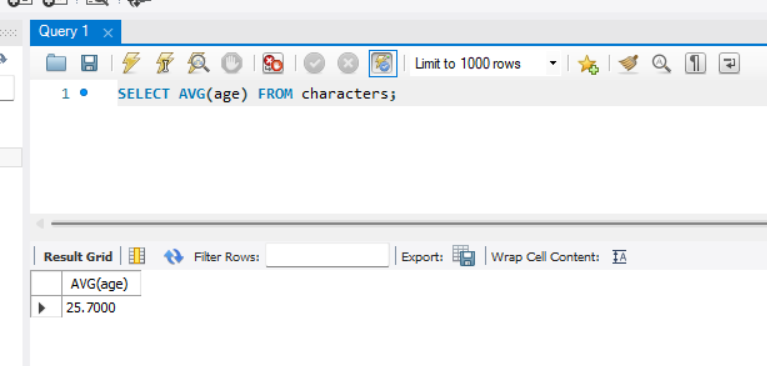 Query 1
Limit to 1000 rows
1 SELECT AVG(age) FROM characters;
Result Grid Filter Rows: Export: Wrap Cell Content:
AVG(age)
25.7000